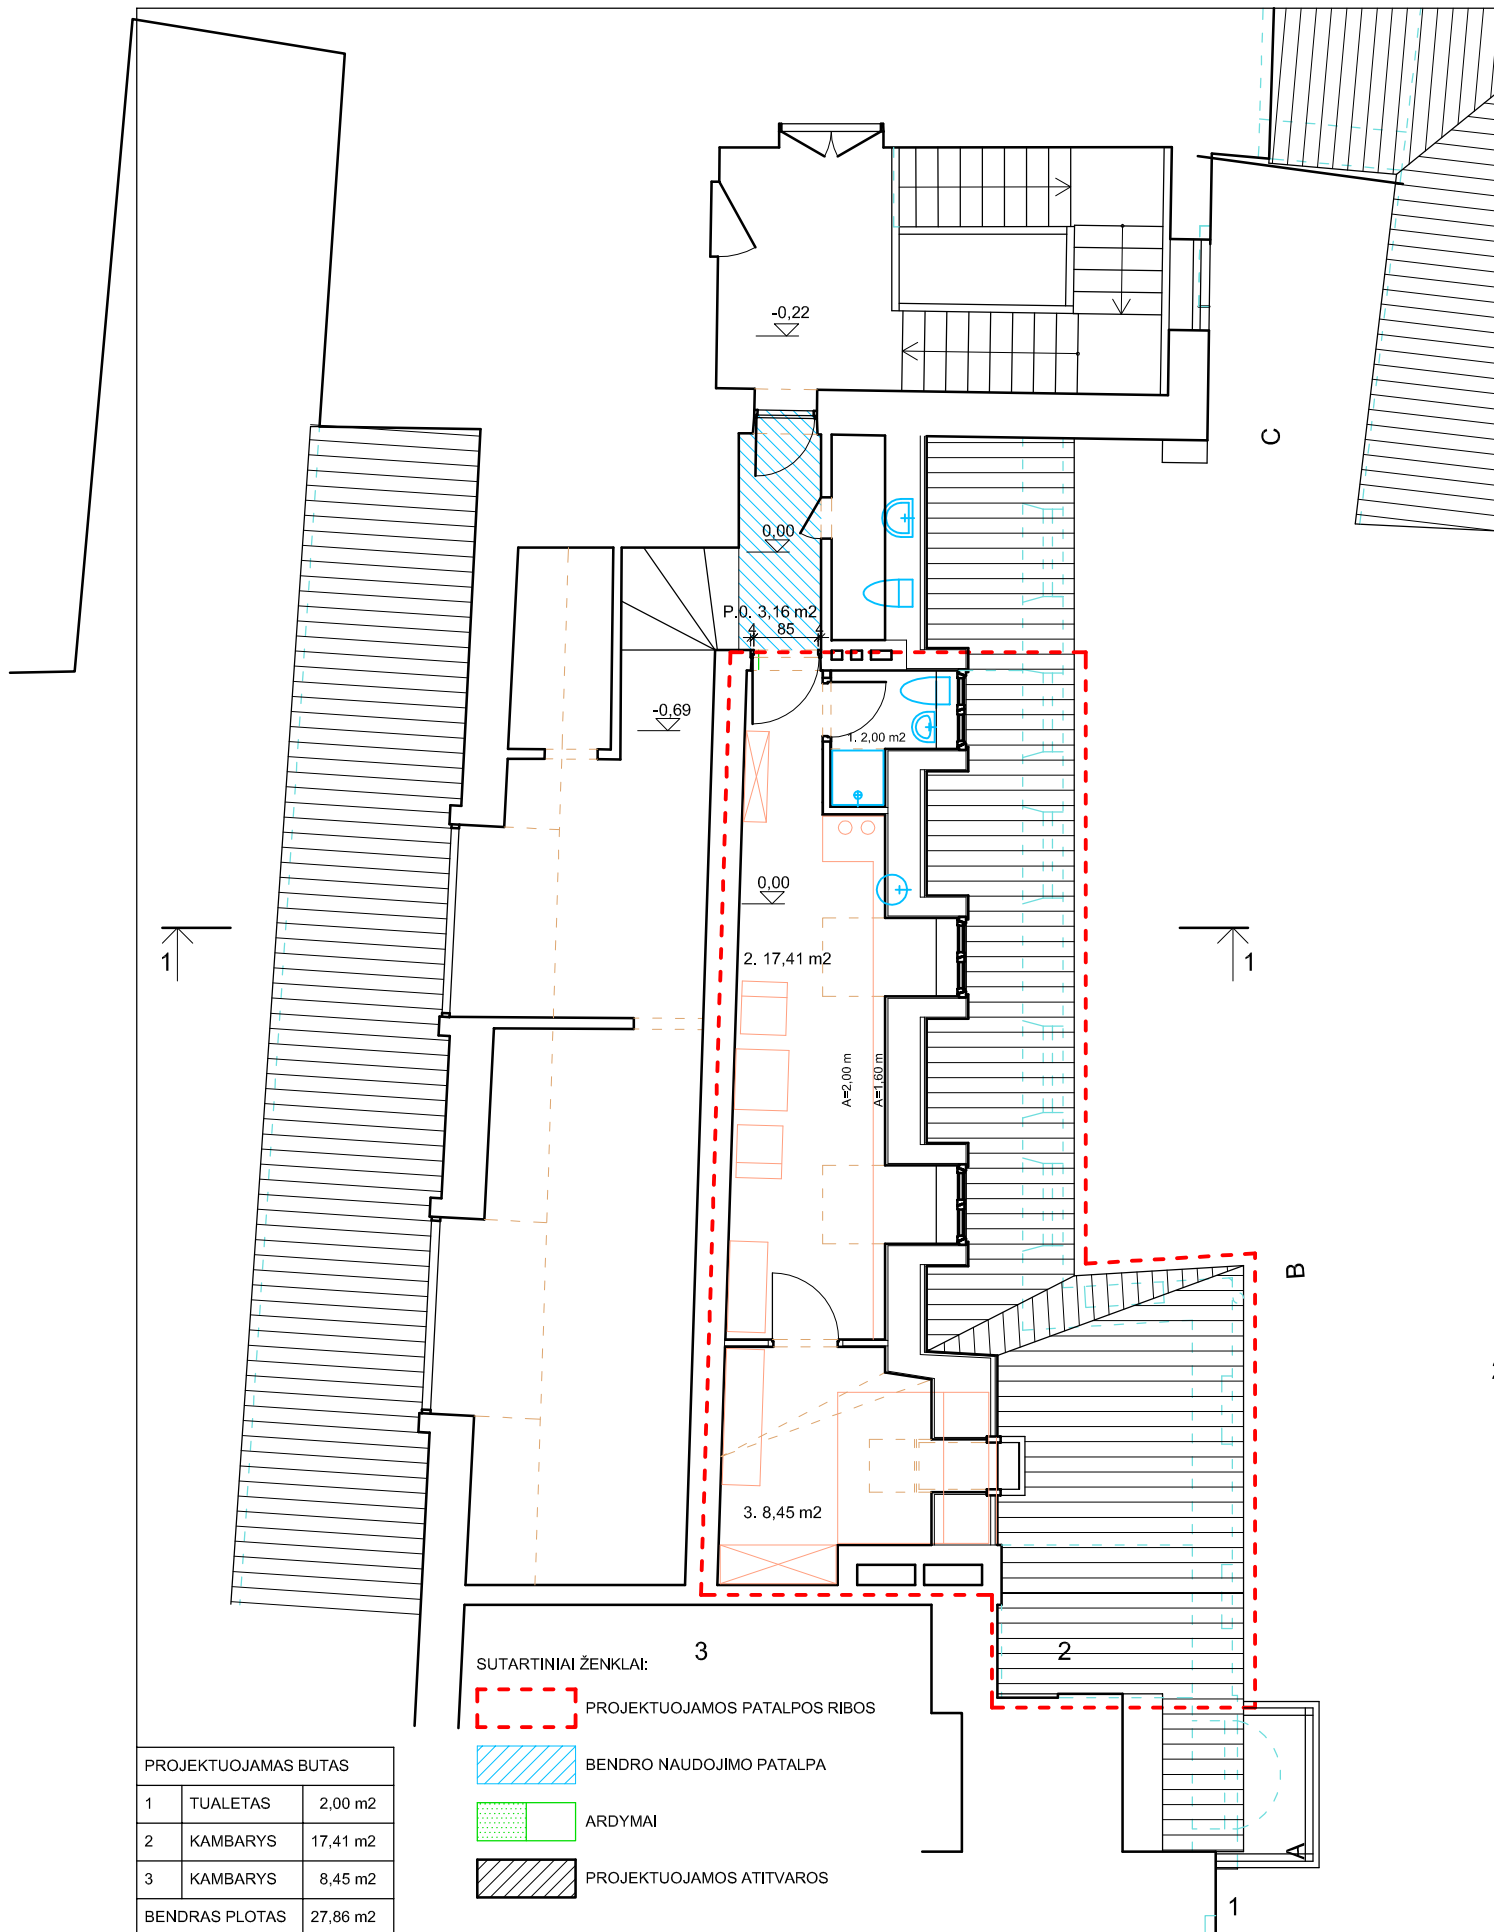 -0,22
C
0,00
P.0. 3,16 m2
4 85 4
-0,69
1. 2,00 m2
0,00
1
2. 17,41 m2
1
A=2,00 m
A=1,60 m
B
3. 8,45 m2
3
2
SUTARTINIAI ŽENKLAI:
PROJEKTUOJAMOS PATALPOS RIBOS
BENDRO NAUDOJIMO PATALPA
ARDYMAI
PROJEKTUOJAMOS ATITVAROS
PROJEKTUOJAMAS BUTAS
1 TUALETAS 2,00 m2
2 KAMBARYS 17,41 m2
3 KAMBARYS 8,45 m2
BENDRAS PLOTAS 27,86 m2
A
1